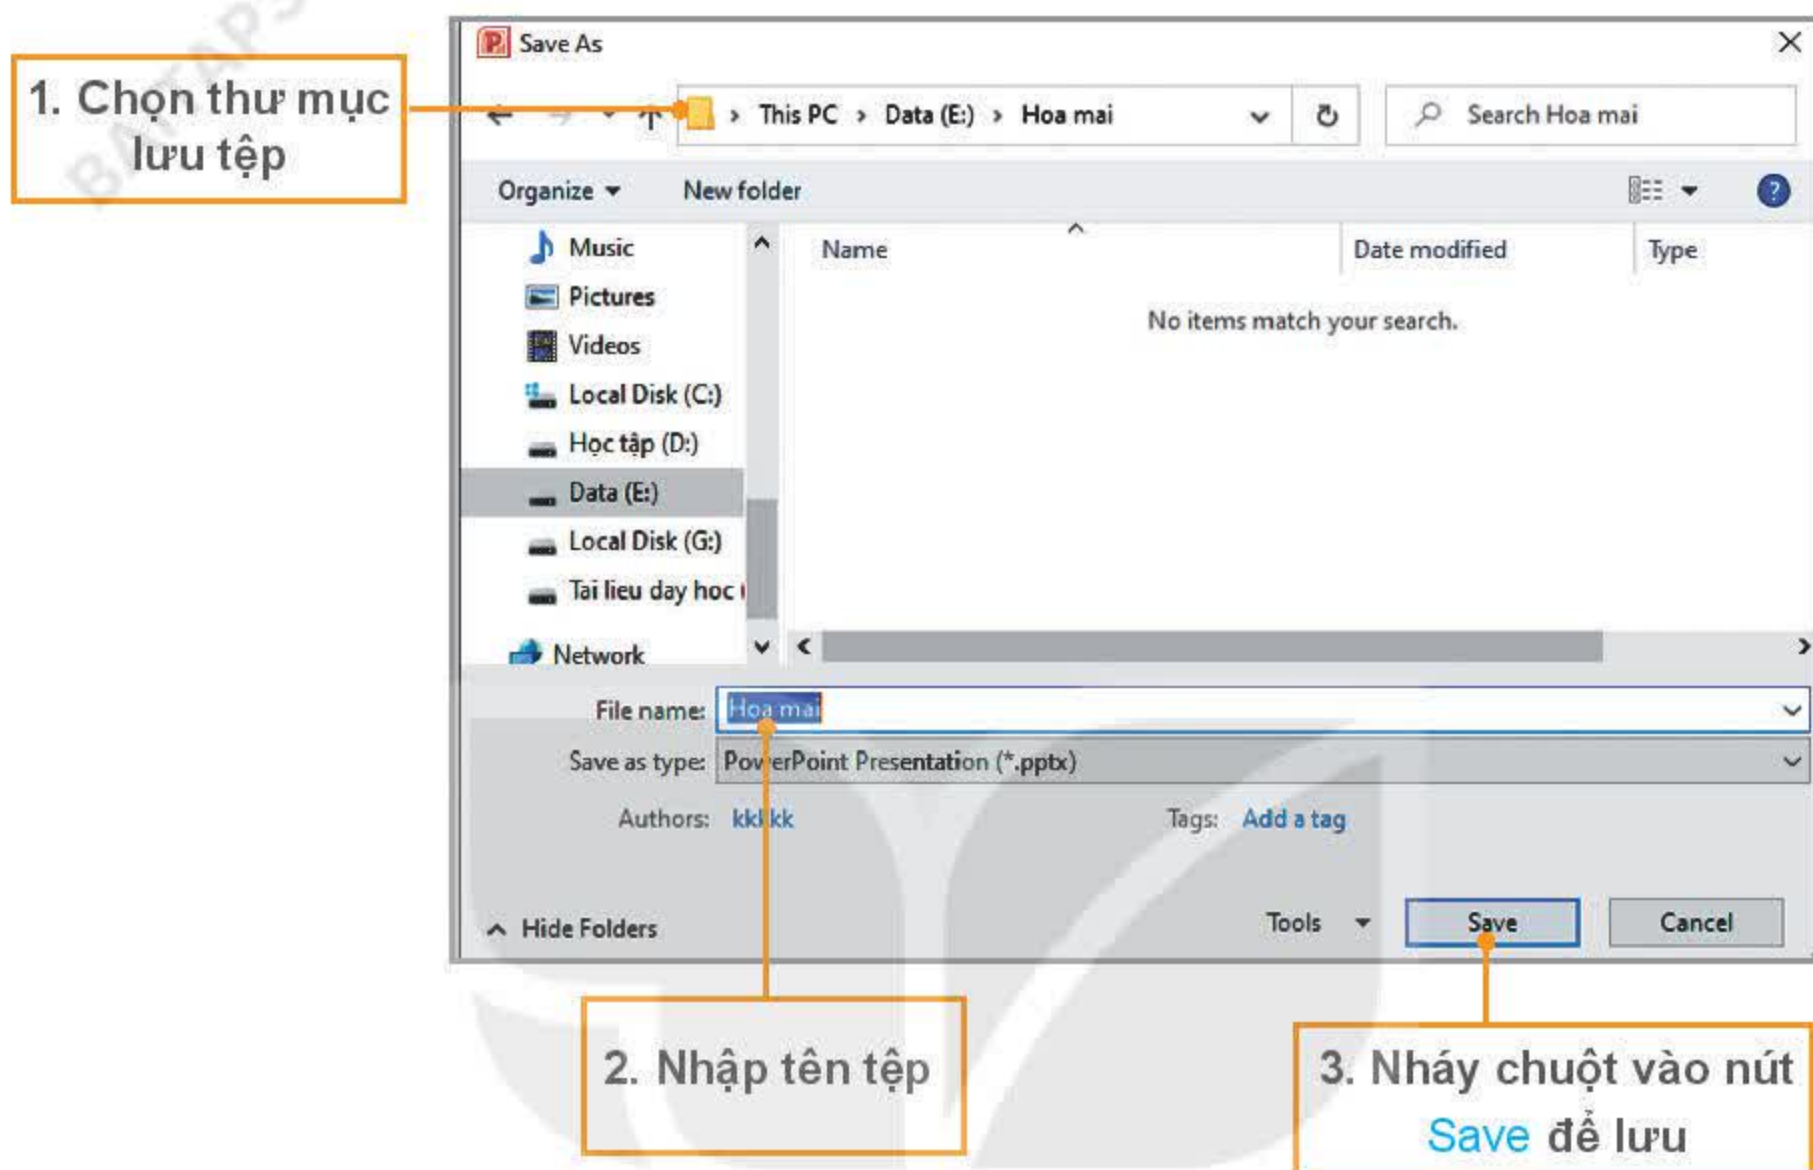 BAITAPS
Save As
1. Chọn thư mục
lưu tệp
This PC > Data (E:) > Hoa mai
Search Hoa mai
Organize
New folder
Music
Name
Date modified
Type
Pictures
No items match your search.
Videos
Local Disk (C:)
Học tập (D:)
Data (E:)
Local Disk (G:)
Tai lieu day hoc
Network
File name: Hoa mai
Save as type: PowerPoint Presentation (*.pptx)
Authors: kkkkk
Tags: Add a tag
Hide Folders
Tools
Save
Cancel
2. Nhập tên tệp
3. Nháy chuột vào nút
Save để lưu